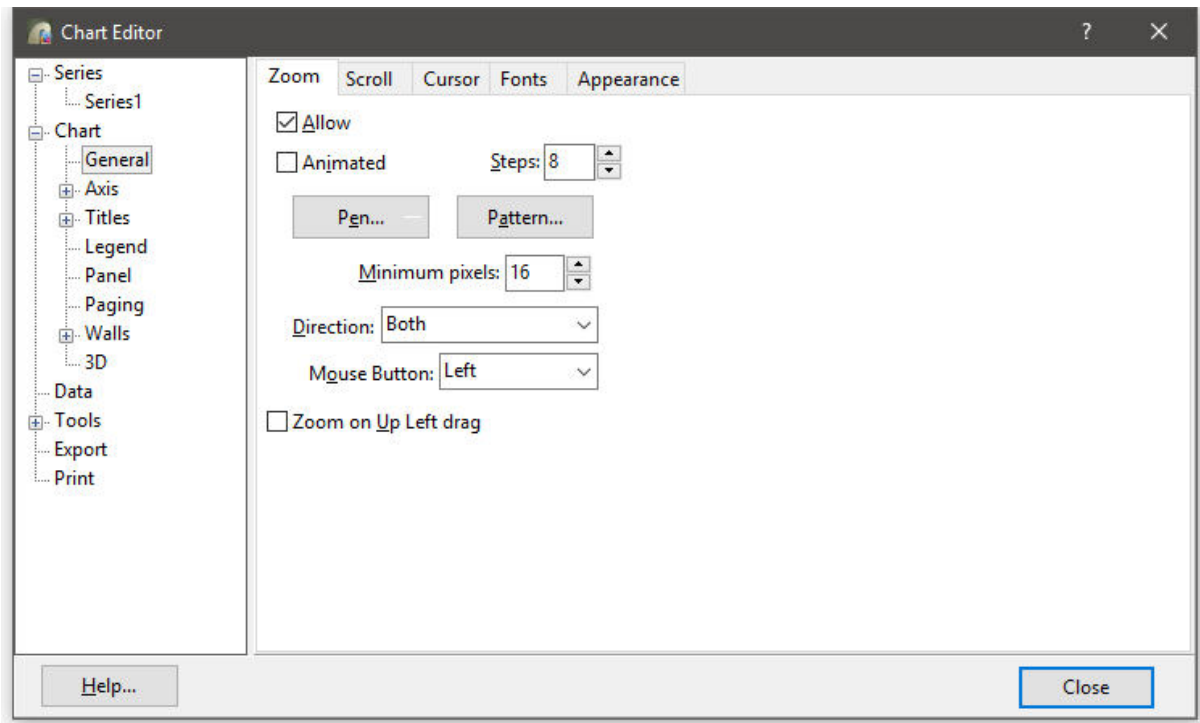 Chart Editor
?
Series
Series1
Chart
General
Axis
Titles
Legend
Panel
Paging
Walls
3D
Data
Tools
Export
Print
Zoom Scroll Cursor Fonts Appearance
Allow
Animated Steps: 8
Pen... Pattern...
Minimum pixels: 16
Direction: Both
Mouse Button: Left
Zoom on Up Left drag
Help... Close